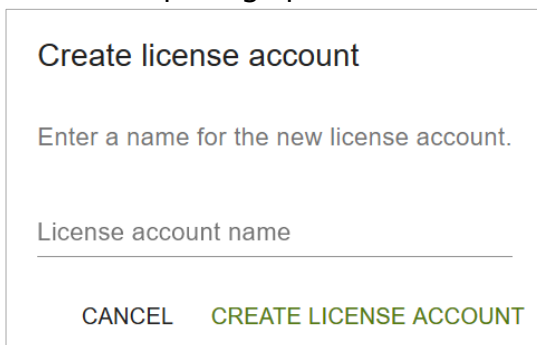 Create license account
Enter a name for the new license account.
License account name
CANCEL CREATE LICENSE ACCOUNT